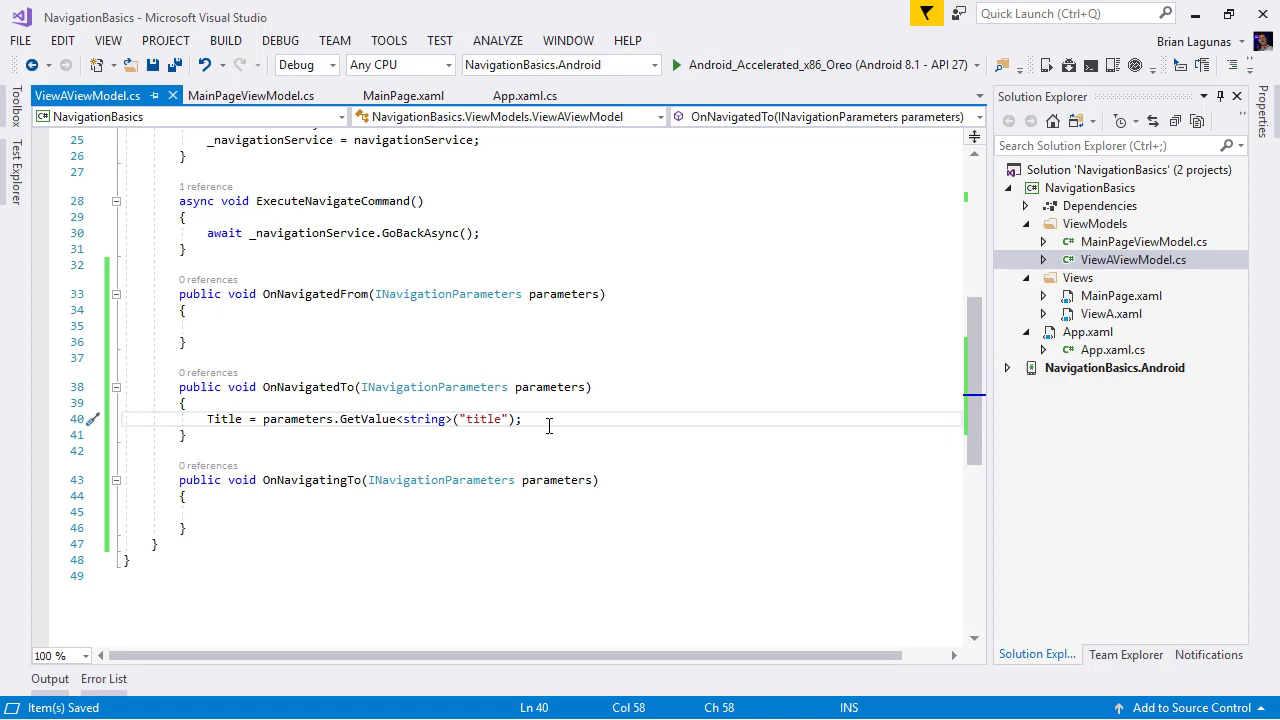 NavigationBasics - Microsoft Visual Studio
Quick Launch (Ctrl+Q)
FILE EDIT VIEW PROJECT BUILD DEBUG TEAM TOOLS TEST ANALYZE WINDOW HELP
Brian Lagunas
Debug Any CPU NavigationBasics.Android Android_Accelerated_x86_Oreo (Android 8.1 - API 27)
Toolbox
Test Explorer
ViewAViewModel.cs MainPageViewModel.cs MainPage.xaml App.xaml.cs
NavigationBasics NavigationBasics.ViewModels.ViewAViewModel OnNavigatedTo(INavigationParameters parameters)
25 _navigationService = navigationService;
26 }
27
1 reference
28 async void ExecuteNavigateCommand()
29 {
30 await _navigationService.GoBackAsync();
31 }
32
0 references
33 public void OnNavigatedFrom(INavigationParameters parameters)
34 {
35
36 }
37
0 references
38 public void OnNavigatedTo(INavigationParameters parameters)
39 {
40 Title = parameters.GetValue<string>("title");
41 }
42
0 references
43 public void OnNavigatingTo(INavigationParameters parameters)
44 {
45
46 }
47 }
48 }
49
100 %
Solution Explorer
Search Solution Explorer (Ctrl+;)
Solution 'NavigationBasics' (2 projects)
NavigationBasics
Dependencies
ViewModels
MainPageViewModel.cs
ViewAViewModel.cs
Views
MainPage.xaml
ViewA.xaml
App.xaml
App.xaml.cs
NavigationBasics.Android
Solution Expl... Team Explorer Notifications
Properties
Output Error List
Item(s) Saved Ln 40 Col 58 Ch 58 INS Add to Source Control